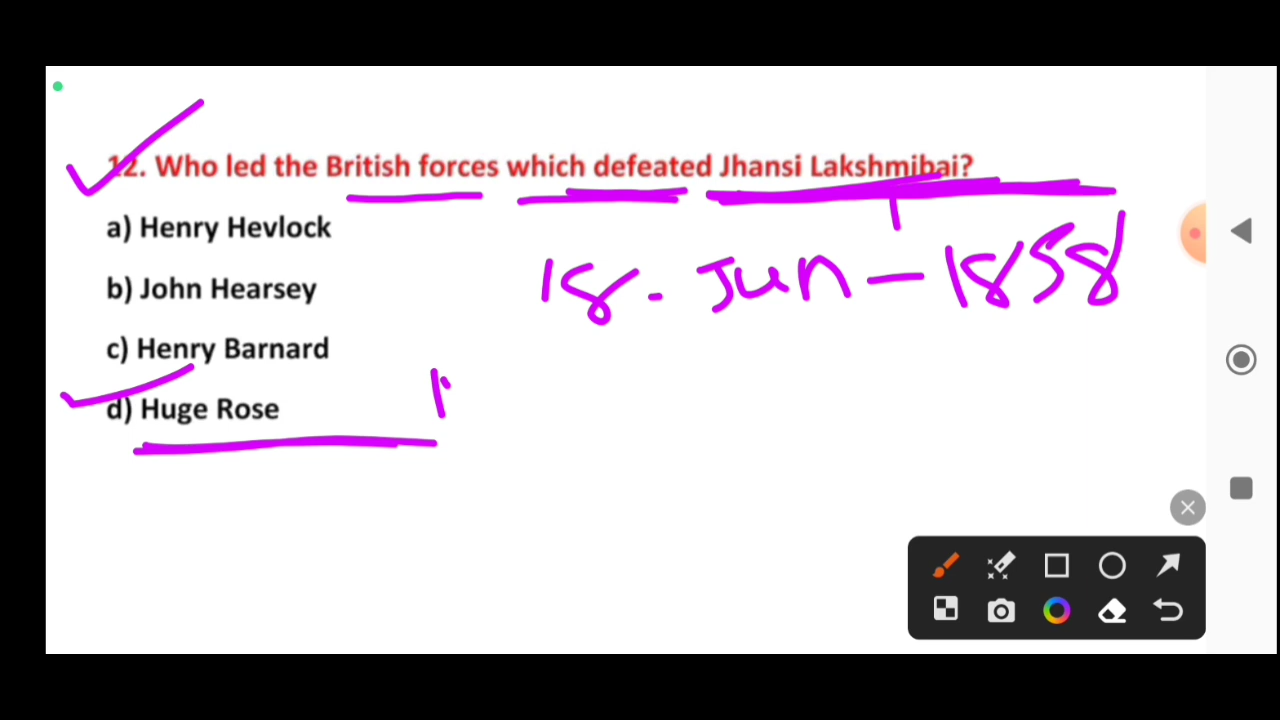 12. Who led the British forces which defeated Jhansi Lakshmibai?
a) Henry Hevlock
18. Jun - 1858
b) John Hearsey
c) Henry Barnard
d) Huge Rose